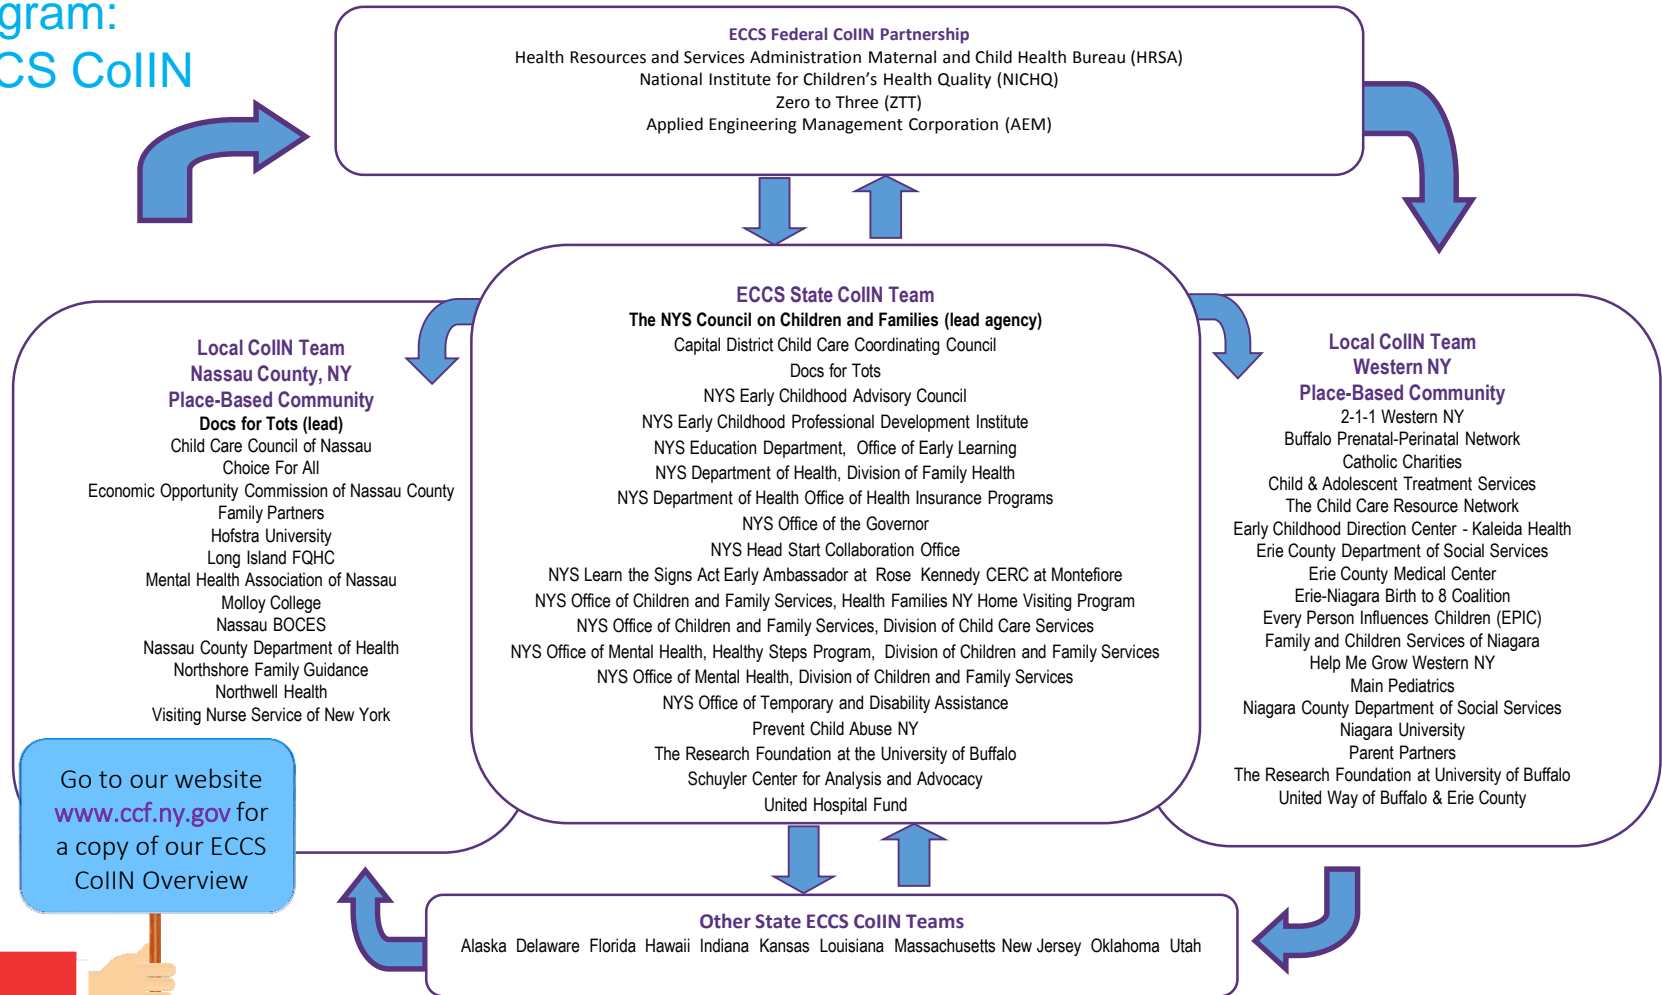 gram:
CS CoIIN
ECCS Federal CoIIN Partnership
Health Resources and Services Administration Maternal and Child Health Bureau (HRSA)
National Institute for Children's Health Quality (NICHQ)
Zero to Three (ZTT)
Applied Engineering Management Corporation (AEM)
Local CoIIN Team
Nassau County, NY
Place-Based Community
Docs for Tots (lead)
Child Care Council of Nassau
Choice For All
Economic Opportunity Commission of Nassau County
Family Partners
Hofstra University
Long Island FQHC
Mental Health Association of Nassau
Molloy College
Nassau BOCES
Nassau County Department of Health
Northshore Family Guidance
Northwell Health
Visiting Nurse Service of New York
ECCS State CoIIN Team
The NYS Council on Children and Families (lead agency)
Capital District Child Care Coordinating Council
Docs for Tots
NYS Early Childhood Advisory Council
NYS Early Childhood Professional Development Institute
NYS Education Department, Office of Early Learning
NYS Department of Health, Division of Family Health
NYS Department of Health Office of Health Insurance Programs
NYS Office of the Governor
NYS Head Start Collaboration Office
NYS Learn the Signs Act Early Ambassador at Rose Kennedy CERC at Montefiore
NYS Office of Children and Family Services, Health Families NY Home Visiting Program
NYS Office of Children and Family Services, Division of Child Care Services
NYS Office of Mental Health, Healthy Steps Program, Division of Children and Family Services
NYS Office of Mental Health, Division of Children and Family Services
NYS Office of Temporary and Disability Assistance
Prevent Child Abuse NY
The Research Foundation at the University of Buffalo
Schuyler Center for Analysis and Advocacy
United Hospital Fund
Local CoIIN Team
Western NY
Place-Based Community
2-1-1 Western NY
Buffalo Prenatal-Perinatal Network
Catholic Charities
Child & Adolescent Treatment Services
The Child Care Resource Network
Early Childhood Direction Center - Kaleida Health
Erie County Department of Social Services
Erie County Medical Center
Erie-Niagara Birth to 8 Coalition
Every Person Influences Children (EPIC)
Family and Children Services of Niagara
Help Me Grow Western NY
Main Pediatrics
Niagara County Department of Social Services
Niagara University
Parent Partners
The Research Foundation at University of Buffalo
United Way of Buffalo & Erie County
Go to our website
www.ccf.ny.gov for
a copy of our ECCS
CoIIN Overview
Other State ECCS CoIIN Teams
Alaska Delaware Florida Hawaii Indiana Kansas Louisiana Massachusetts New Jersey Oklahoma Utah